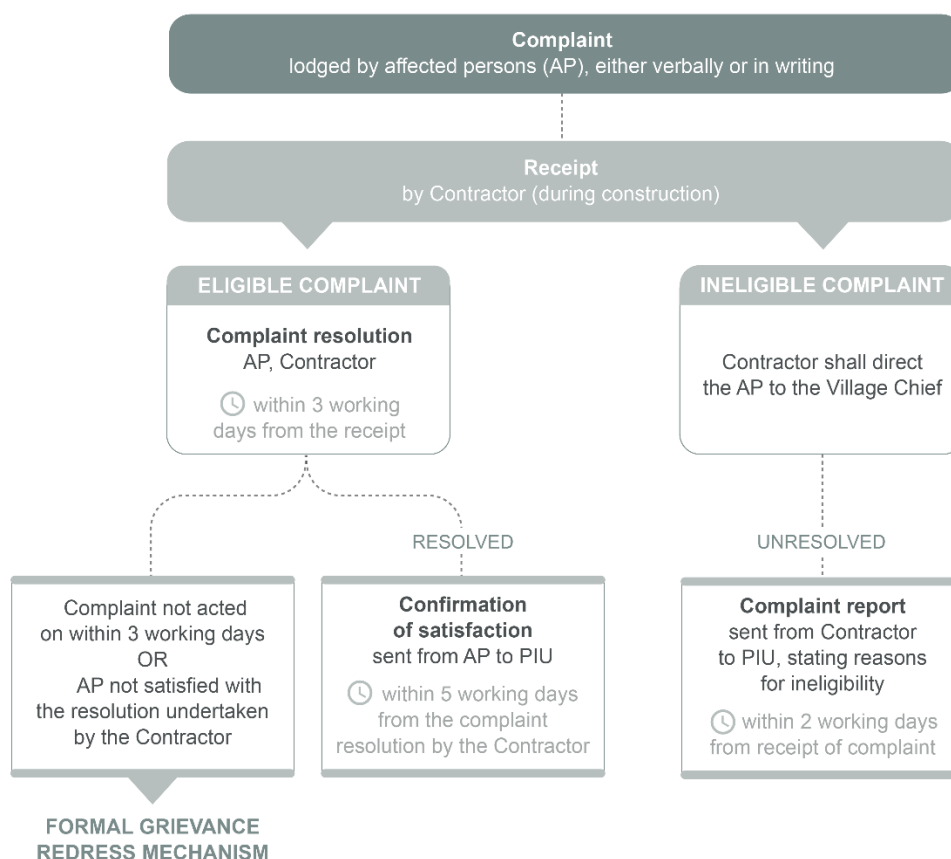 Complaint
lodged by affected persons (AP), either verbally or in writing
Receipt
by Contractor (during construction)
ELIGIBLE COMPLAINT
Complaint resolution
AP, Contractor
within 3 working
days from the receipt
INELIGIBLE COMPLAINT
Contractor shall direct
the AP to the Village Chief
RESOLVED
UNRESOLVED
Complaint not acted
on within 3 working days
OR
AP not satisfied with
the resolution undertaken
by the Contractor
Confirmation
of satisfaction
sent from AP to PIU
within 5 working days
from the complaint
resolution by the Contractor
Complaint report
sent from Contractor
to PIU, stating reasons
for ineligibility
within 2 working days
from receipt of complaint
FORMAL GRIEVANCE
REDRESS MECHANISM